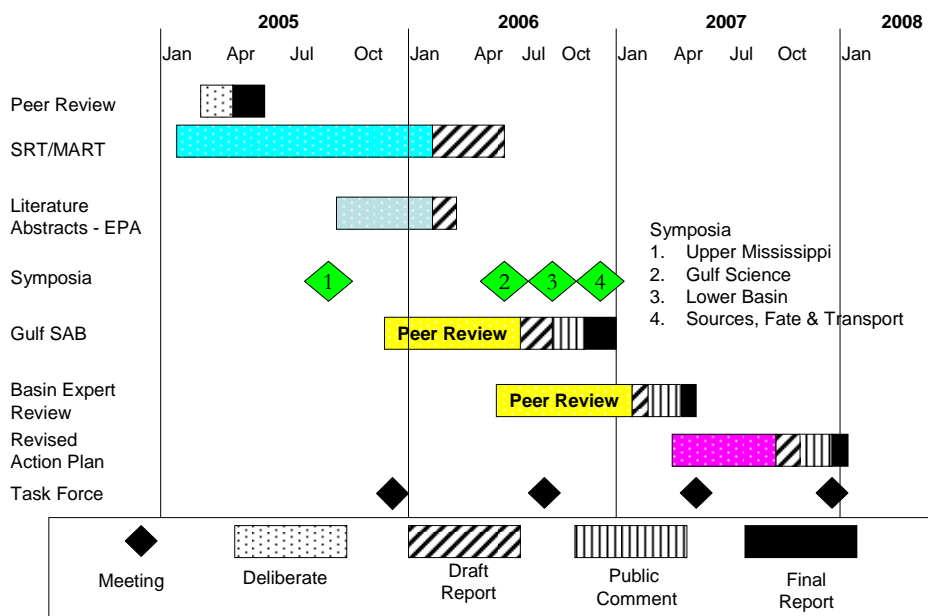 2005 2006 2007 2008
Jan Apr Jul Oct Jan Apr Jul Oct Jan Apr Jul Oct Jan
Peer Review
SRT/MART
Literature
Abstracts - EPA
Symposia
1 2 3 4
Symposia
1. Upper Mississippi
2. Gulf Science
3. Lower Basin
4. Sources, Fate & Transport
Gulf SAB
Peer Review
Basin Expert
Review
Peer Review
Revised
Action Plan
Task Force
Meeting
Deliberate
Draft
Report
Public
Comment
Final
Report